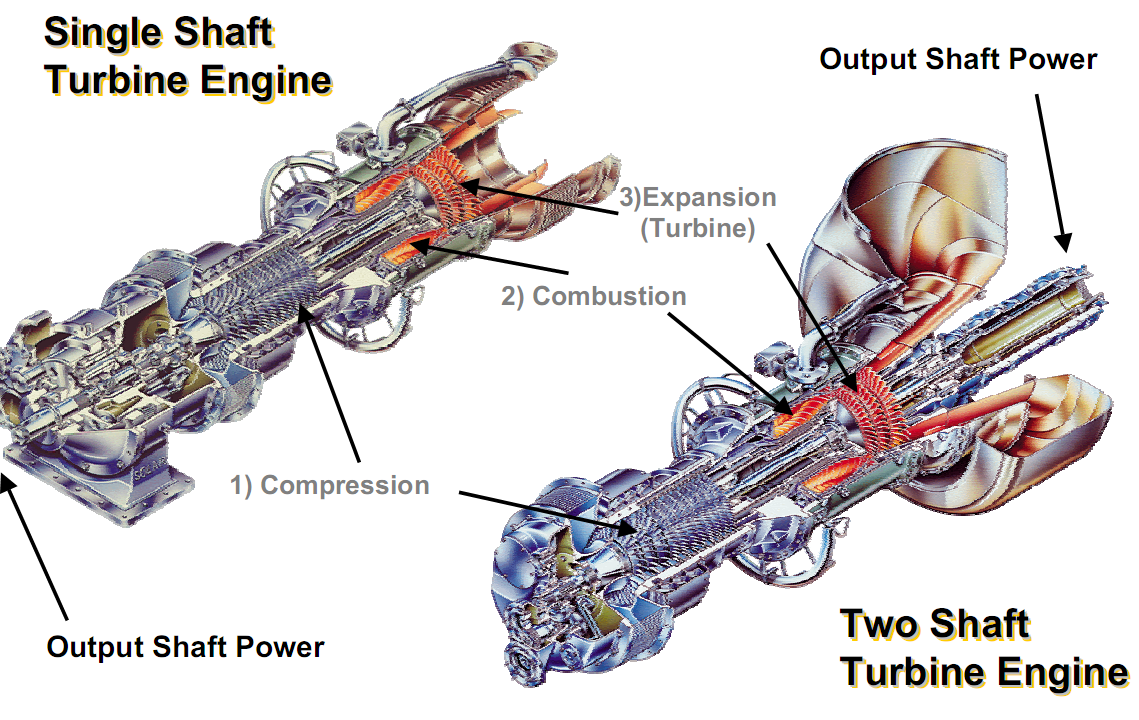 Single Shaft
Turbine Engine
Output Shaft Power
3)Expansion
(Turbine)
2) Combustion
1) Compression
SOLAR
Output Shaft Power
Two Shaft
Turbine Engine